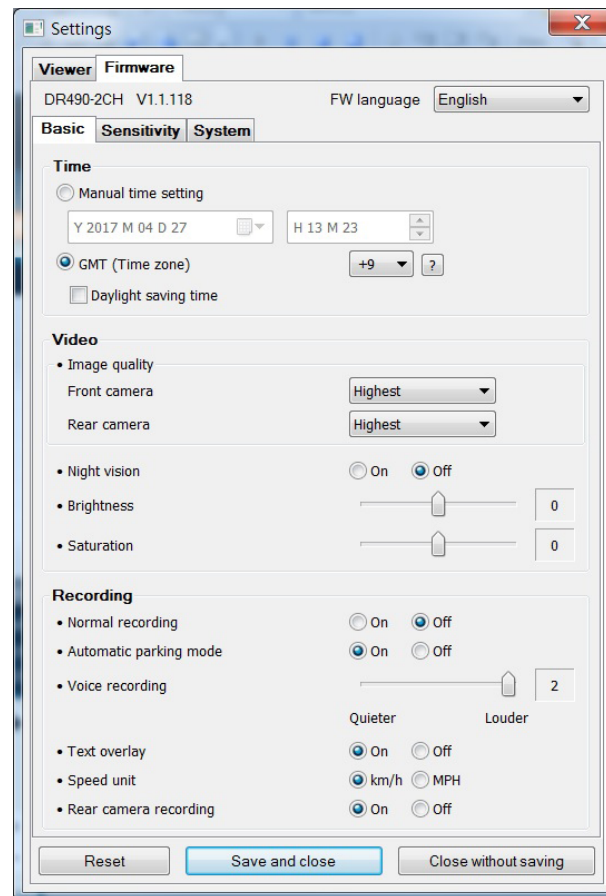 Settings
Viewer Firmware
DR490-2CH V1.1.118 FW language English
Basic Sensitivity System
Time
Manual time setting
Y 2017 M 04 D 27 H 13 M 23
GMT (Time zone) +9 ?
Daylight saving time
Video
• Image quality
Front camera Highest
Rear camera Highest
• Night vision On Off
• Brightness 0
• Saturation 0
Recording
• Normal recording On Off
• Automatic parking mode On Off
• Voice recording 2
Quieter Louder
• Text overlay On Off
• Speed unit km/h MPH
• Rear camera recording On Off
Reset Save and close Close without saving